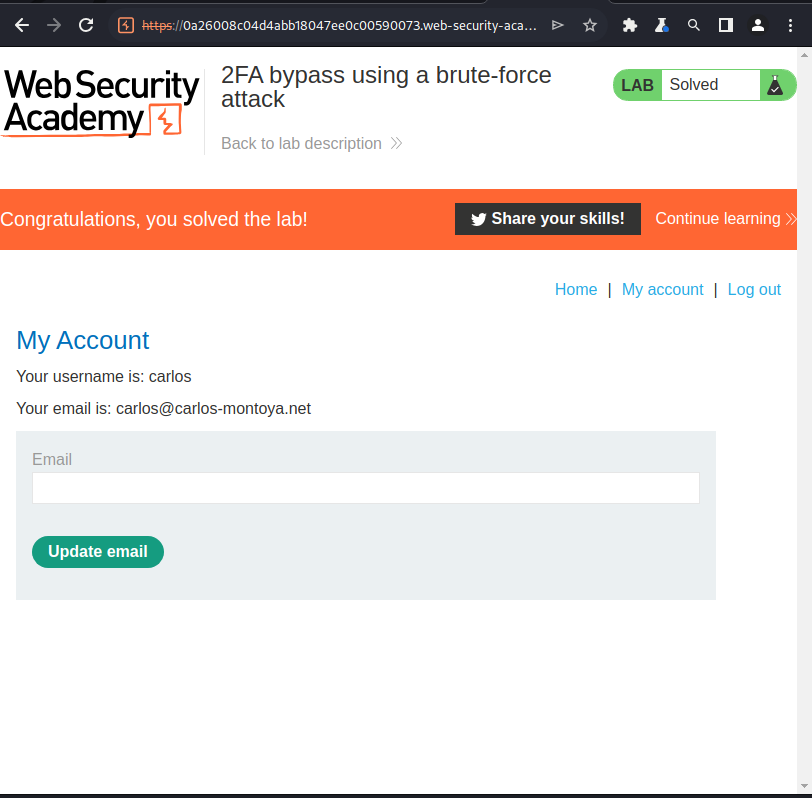 https://0a26008c04d4abb18047ee0c00590073.web-security-aca...
Web Security
Academy
2FA bypass using a brute-force
attack
LAB Solved
Back to lab description
Congratulations, you solved the lab!
Share your skills!
Continue learning
Home | My account | Log out
My Account
Your username is: carlos
Your email is: carlos@carlos-montoya.net
Email
Update email